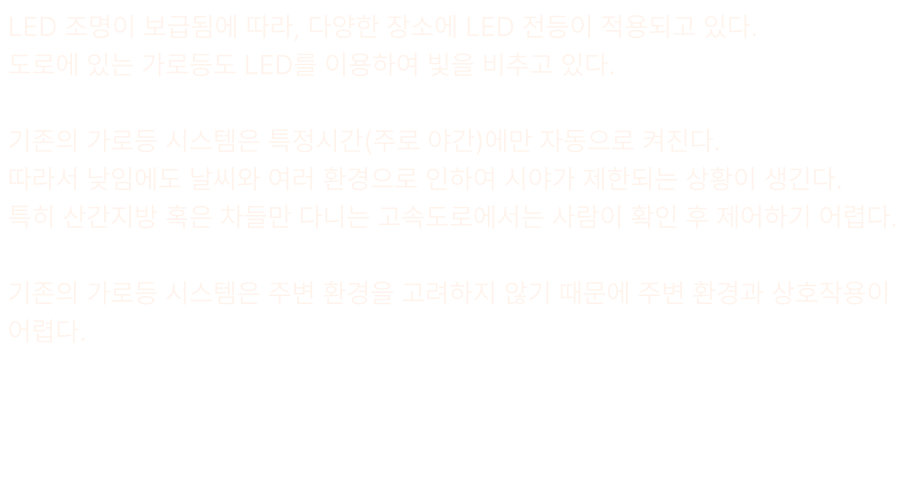 LED 조명이 보급됨에 따라, 다양한 장소에 LED 전등이 적용되고 있다.
도로에 있는 가로등도 LED를 이용하여 빛을 비추고 있다.
기존의 가로등 시스템은 특정시간(주로 야간)에만 자동으로 켜진다.
따라서 낮임에도 날씨와 여러 환경으로 인하여 시야가 제한되는 상황이 생긴다.
특히 산간지방 혹은 차들만 다니는 고속도로에서는 사람이 확인 후 제어하기 어렵다.
기존의 가로등 시스템은 주변 환경을 고려하지 않기 때문에 주변 환경과 상호작용이
어렵다.